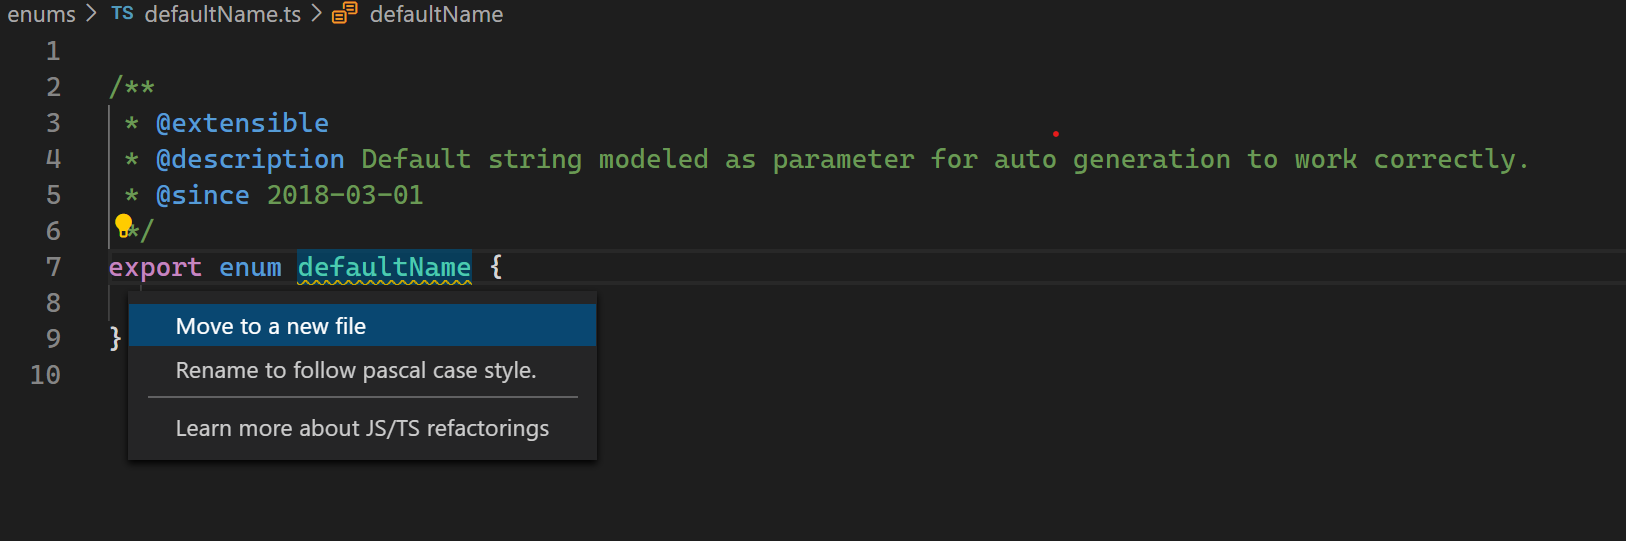 enums > TS defaultName.ts > defaultName
1
2 /**
3 * @extensible
4 * @description Default string modeled as parameter for auto generation to work correctly.
5 * @since 2018-03-01
6 */
7 export enum defaultName {
8
9 }
10
Move to a new file
Rename to follow pascal case style.
Learn more about JS/TS refactorings